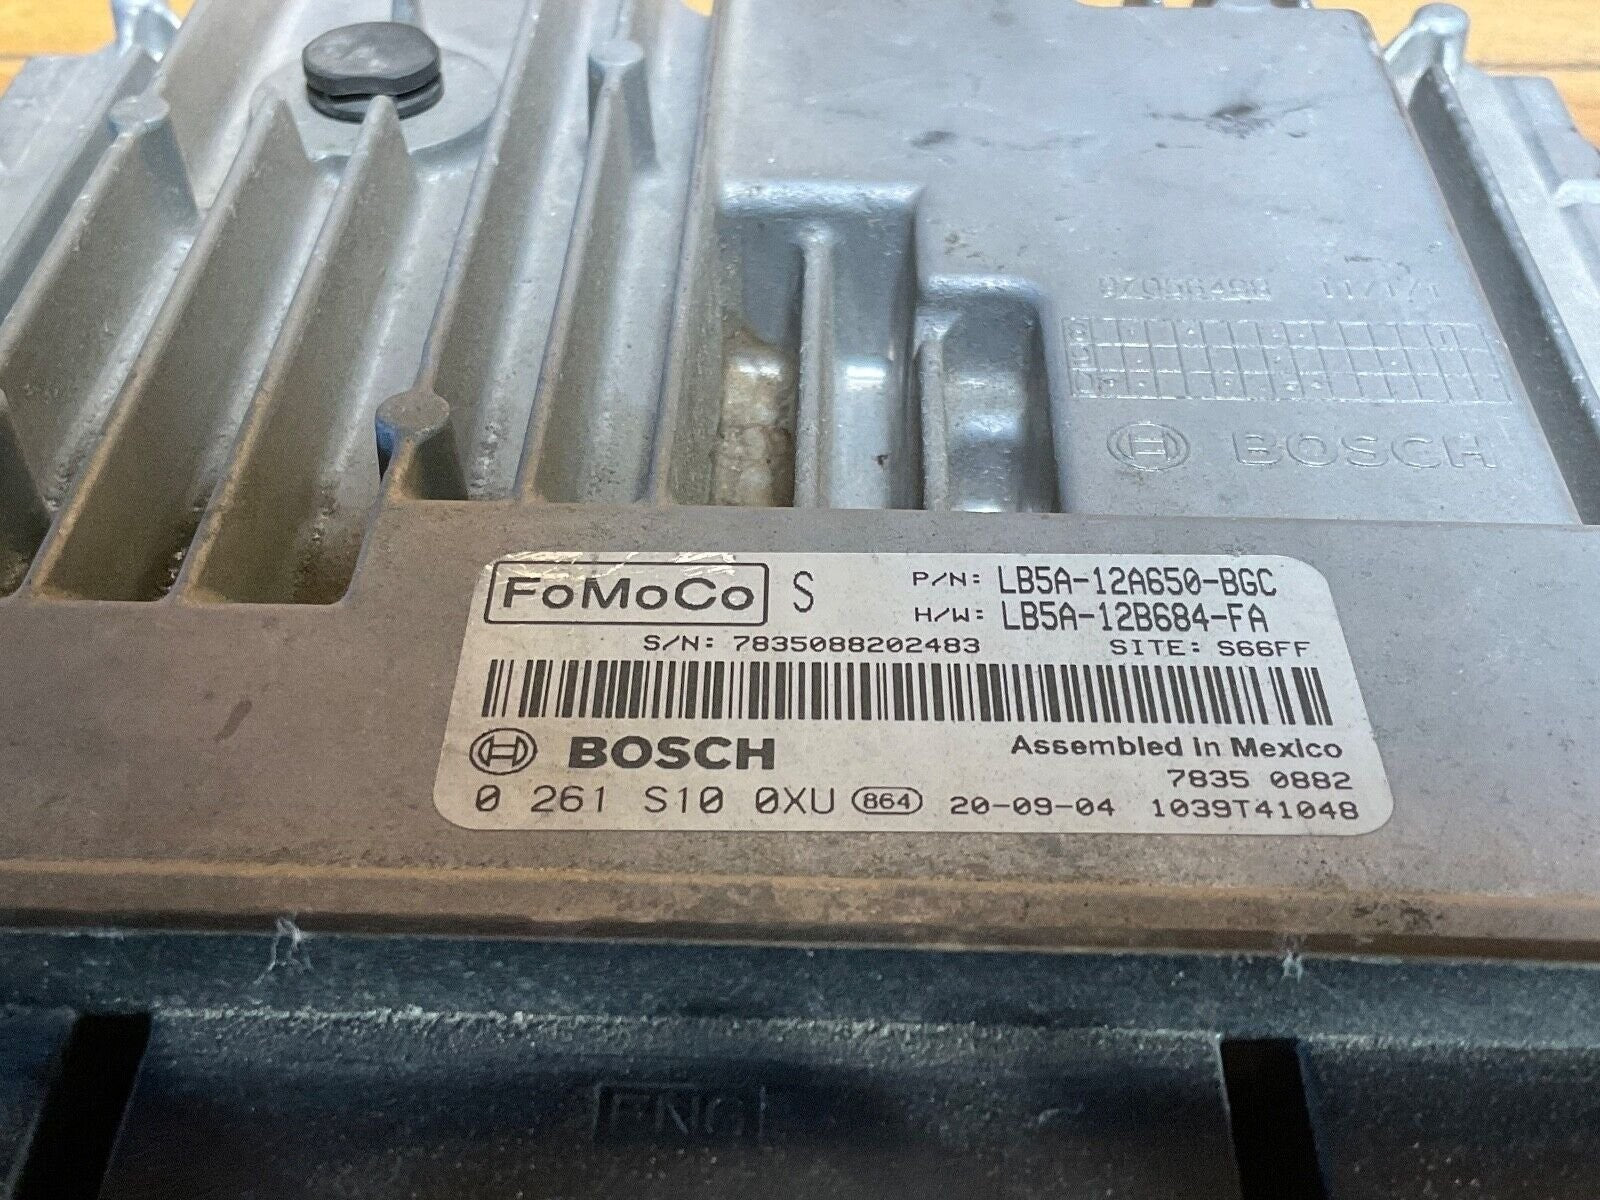 BOSCH
FoMoCo S P/N: LB5A-12A650-BGC
H/W: LB5A-12B684-FA
S/N: 7835088202483 SITE: S66FF
BOSCH Assembled in Mexico
7835 0882
0 261 S10 0XU 864 20-09-04 1039T41048
ENG